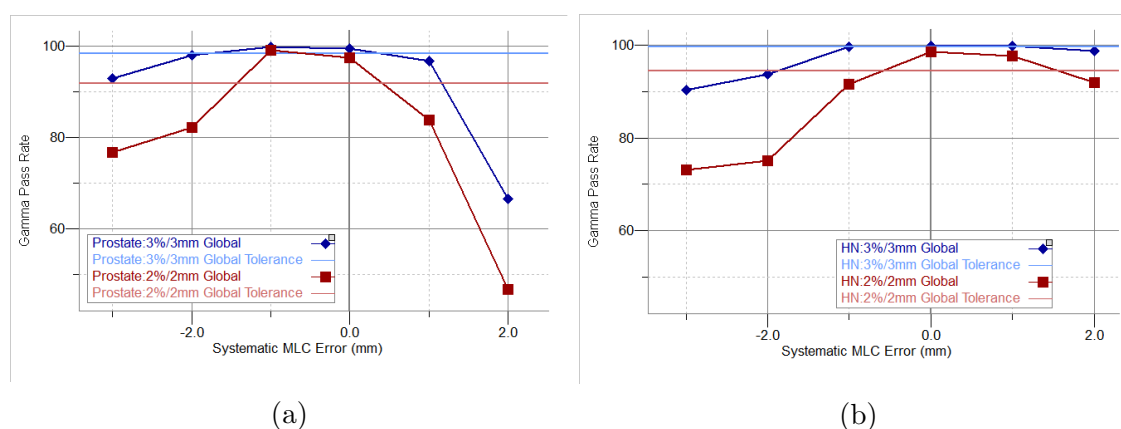 100
80
60
Gamma Pass Rate
Prostate:3%/3mm Global
Prostate:3%/3mm Global Tolerance
Prostate:2%/2mm Global
Prostate:2%/2mm Global Tolerance
-2.0
0.0
2.0
Systematic MLC Error (mm)
(a)
100
80
60
Gamma Pass Rate
HN:3%/3mm Global
HN:3%/3mm Global Tolerance
HN:2%/2mm Global
HN:2%/2mm Global Tolerance
-2.0
0.0
2.0
Systematic MLC Error (mm)
(b)